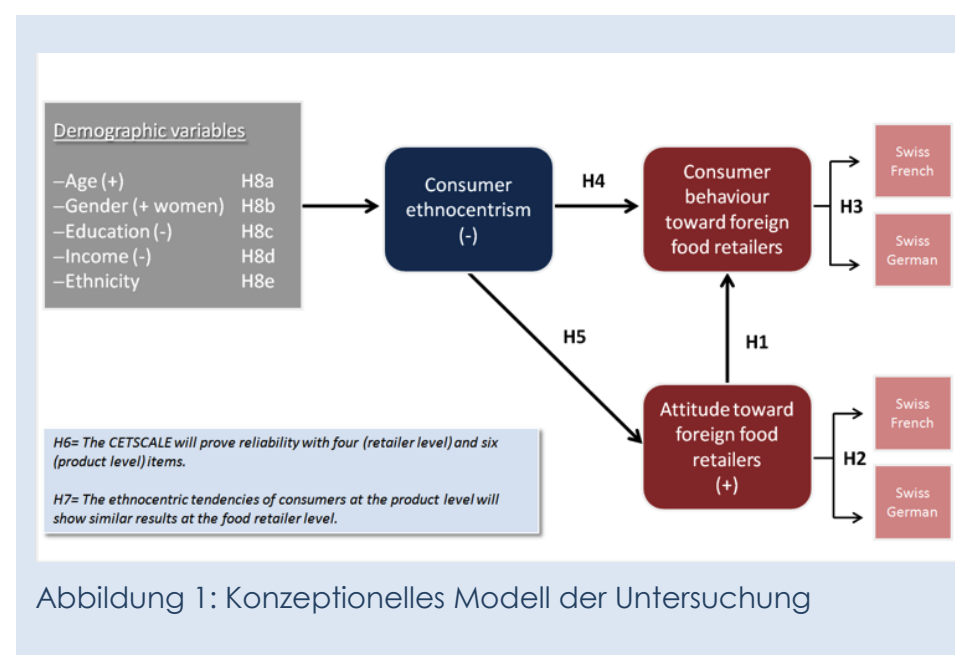 Demographic variables
–Age (+) H8a
–Gender (+ women) H8b
–Education (-) H8c
–Income (-) H8d
–Ethnicity H8e
Consumer
ethnocentrism
(-)
H4
Consumer
behaviour
toward foreign
food retailers
H3
Swiss
French
Swiss
German
H5
H1
Attitude toward
foreign food
retailers
(+)
H2
Swiss
French
Swiss
German
H6= The CETSCALE will prove reliability with four (retailer level) and six
(product level) items.
H7= The ethnocentric tendencies of consumers at the product level will
show similar results at the food retailer level.
Abbildung 1: Konzeptionelles Modell der Untersuchung